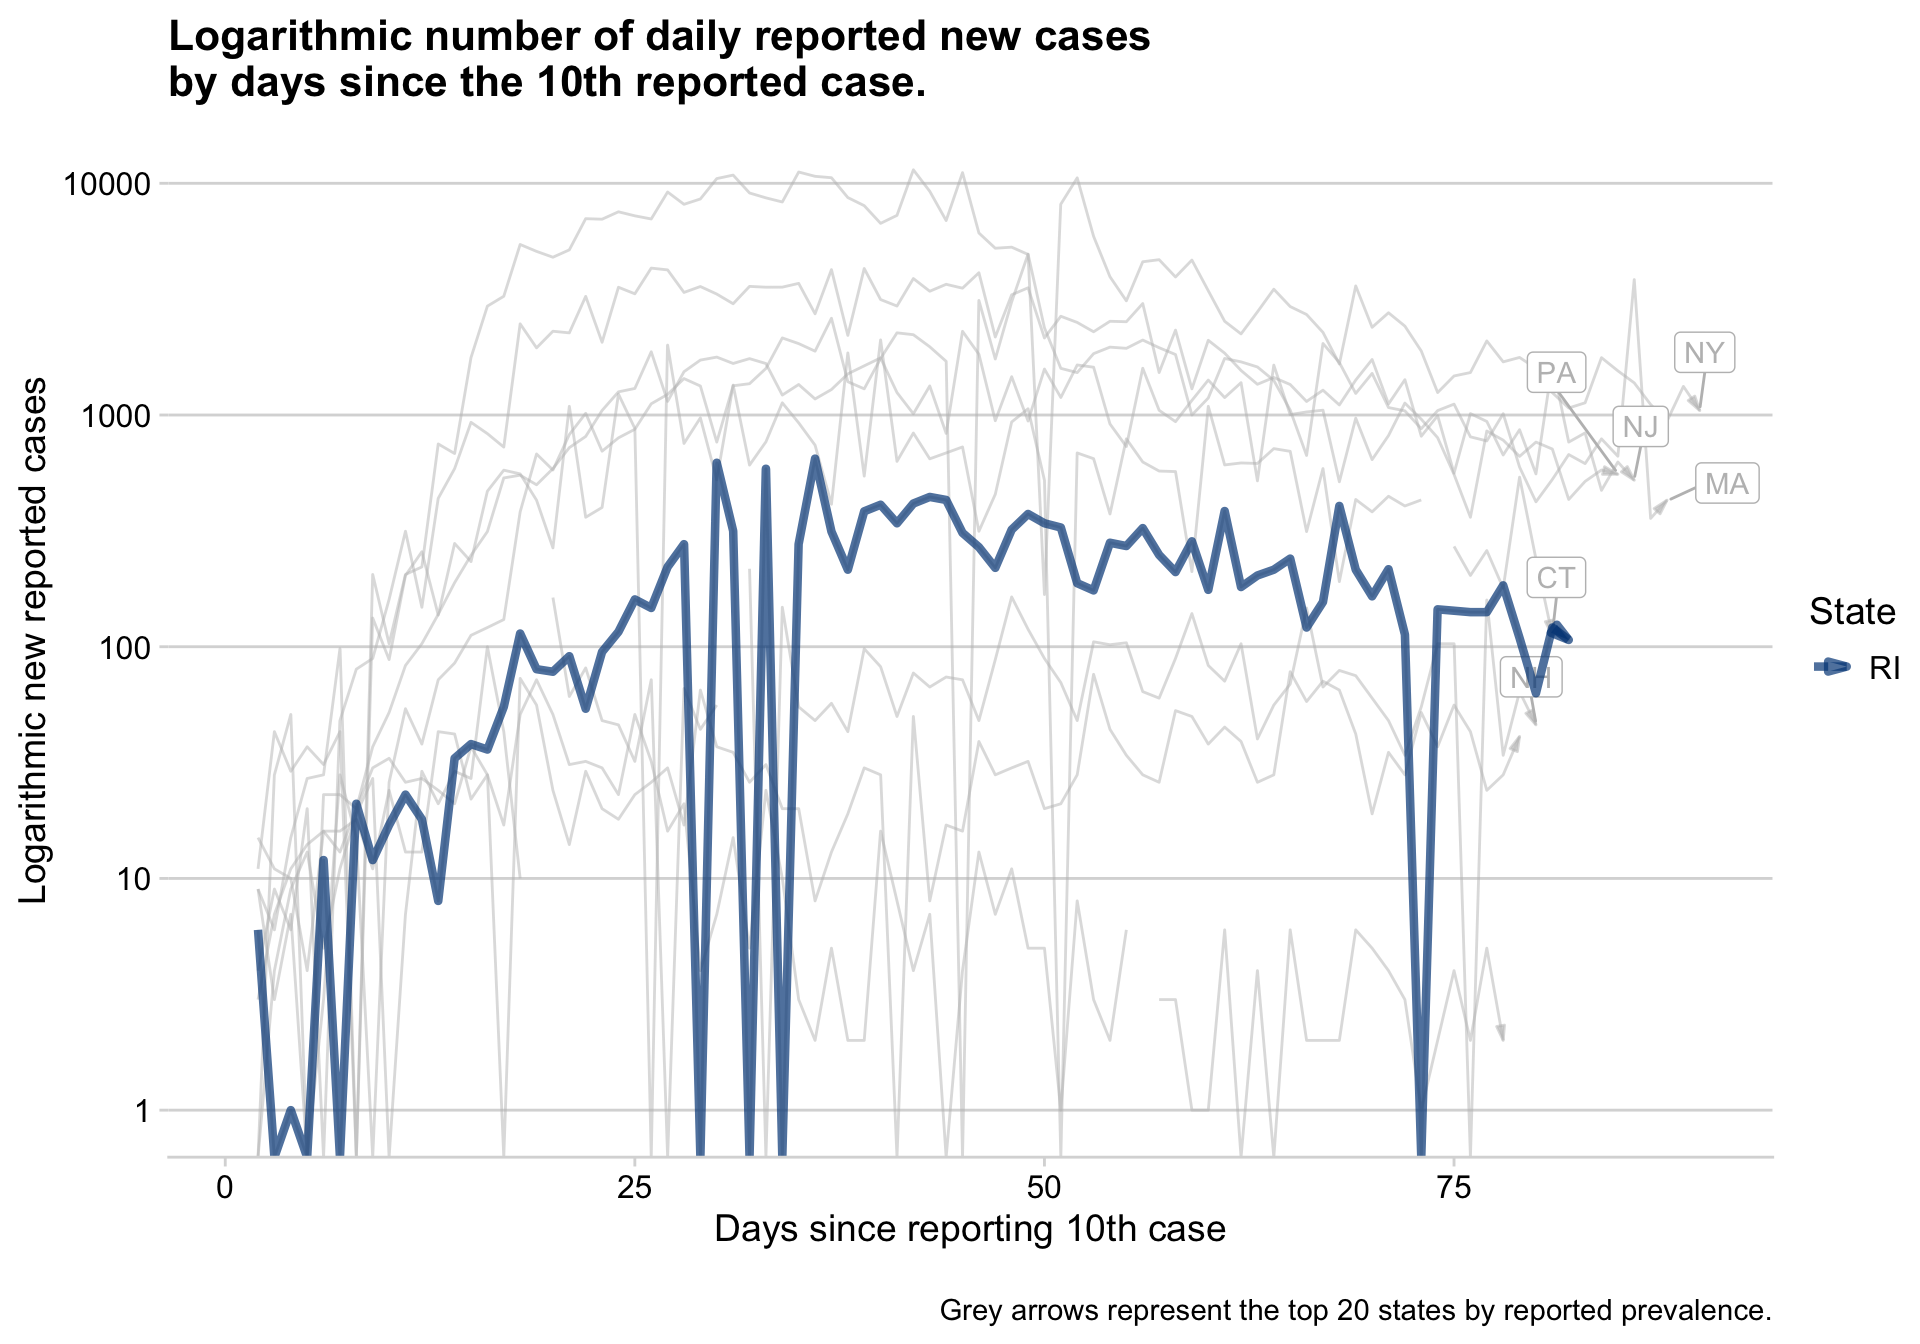 Logarithmic number of daily reported new cases
by days since the 10th reported case.
Logarithmic new reported cases
10000
1000
100
10
1
PA
NY
NJ
MA
CT
NH
State
RI
0
25
50
75
Days since reporting 10th case
Grey arrows represent the top 20 states by reported prevalence.